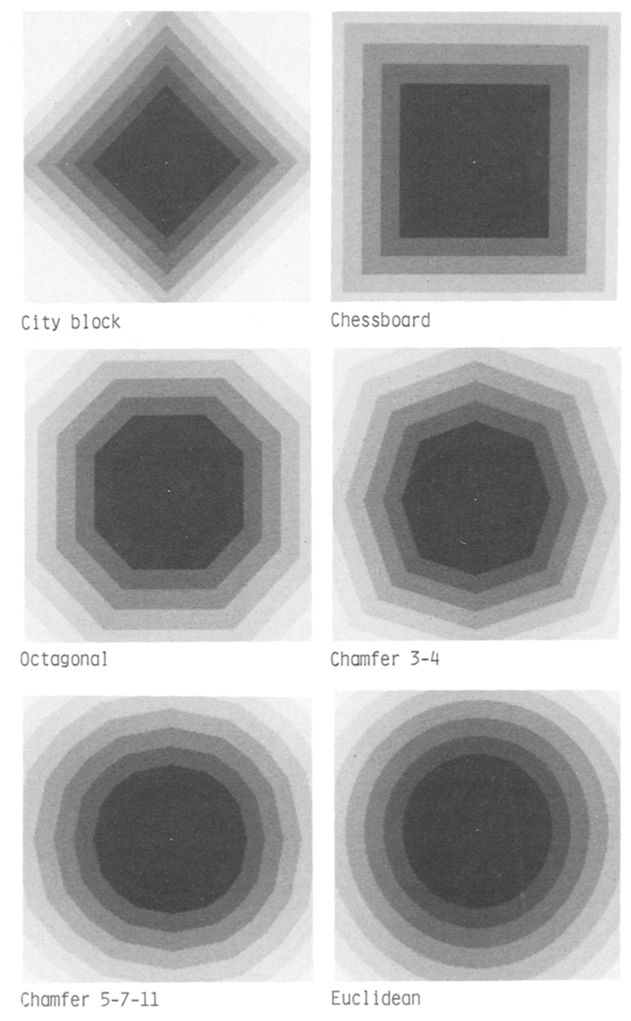 City block
Chessboard
Octagonal
Chamfer 3-4
Chamfer 5-7-11
Euclidean